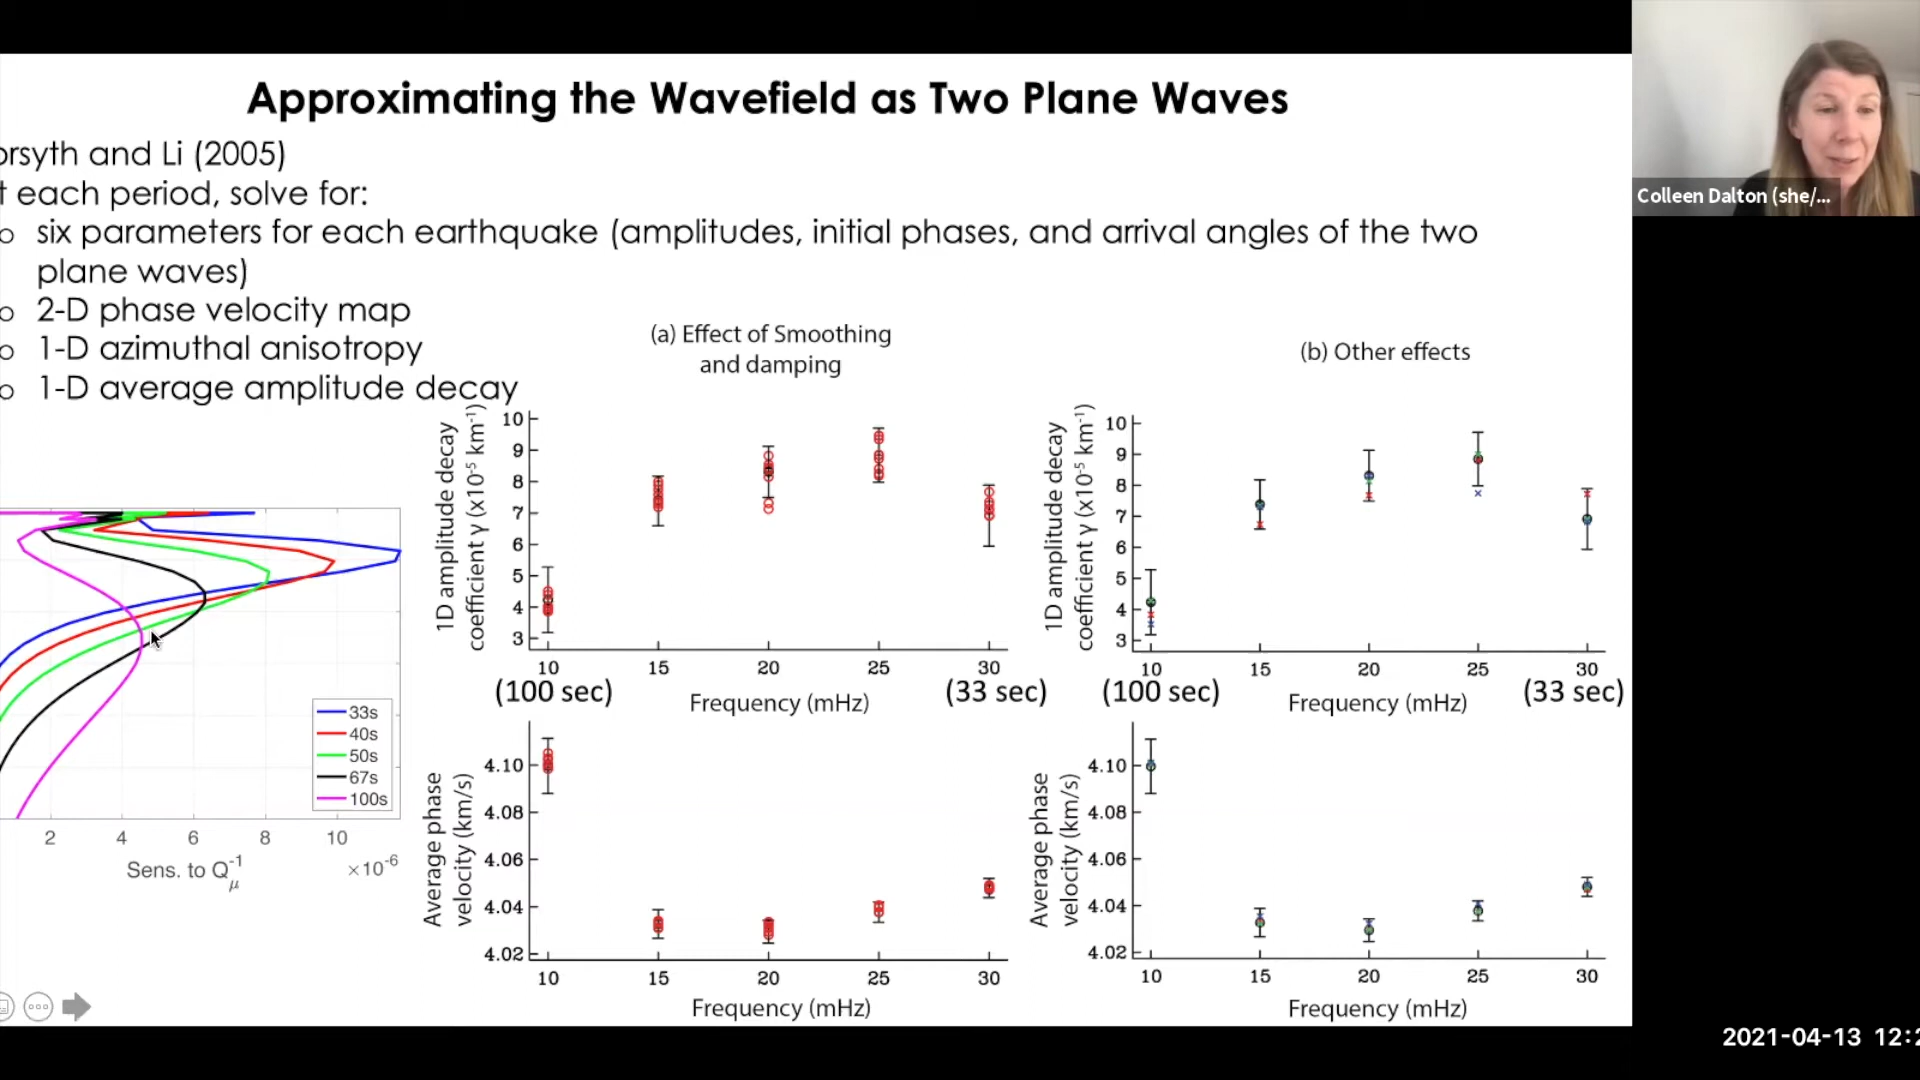 Approximating the Wavefield as Two Plane Waves
orsyth and Li (2005)
t each period, solve for:
o six parameters for each earthquake (amplitudes, initial phases, and arrival angles of the two
plane waves)
o 2-D phase velocity map
o 1-D azimuthal anisotropy
o 1-D average amplitude decay
Colleen Dalton (she/...
(a) Effect of Smoothing
and damping
(b) Other effects
1D amplitude decay
coefficient γ (x10⁻⁵ km⁻¹)
10
9
8
7
6
5
4
3
10 15 20 25 30
(100 sec) Frequency (mHz) (33 sec)
1D amplitude decay
coefficient γ (x10⁻⁵ km⁻¹)
10
9
8
7
6
5
4
3
10 15 20 25 30
(100 sec) Frequency (mHz) (33 sec)
33s
40s
50s
67s
100s
2 4 6 8 10
Sens. to Qμ⁻¹ ×10⁻⁶
Average phase
velocity (km/s)
4.10
4.08
4.06
4.04
4.02
10 15 20 25 30
Frequency (mHz)
Average phase
velocity (km/s)
4.10
4.08
4.06
4.04
4.02
10 15 20 25 30
Frequency (mHz)
2021-04-13 12:2